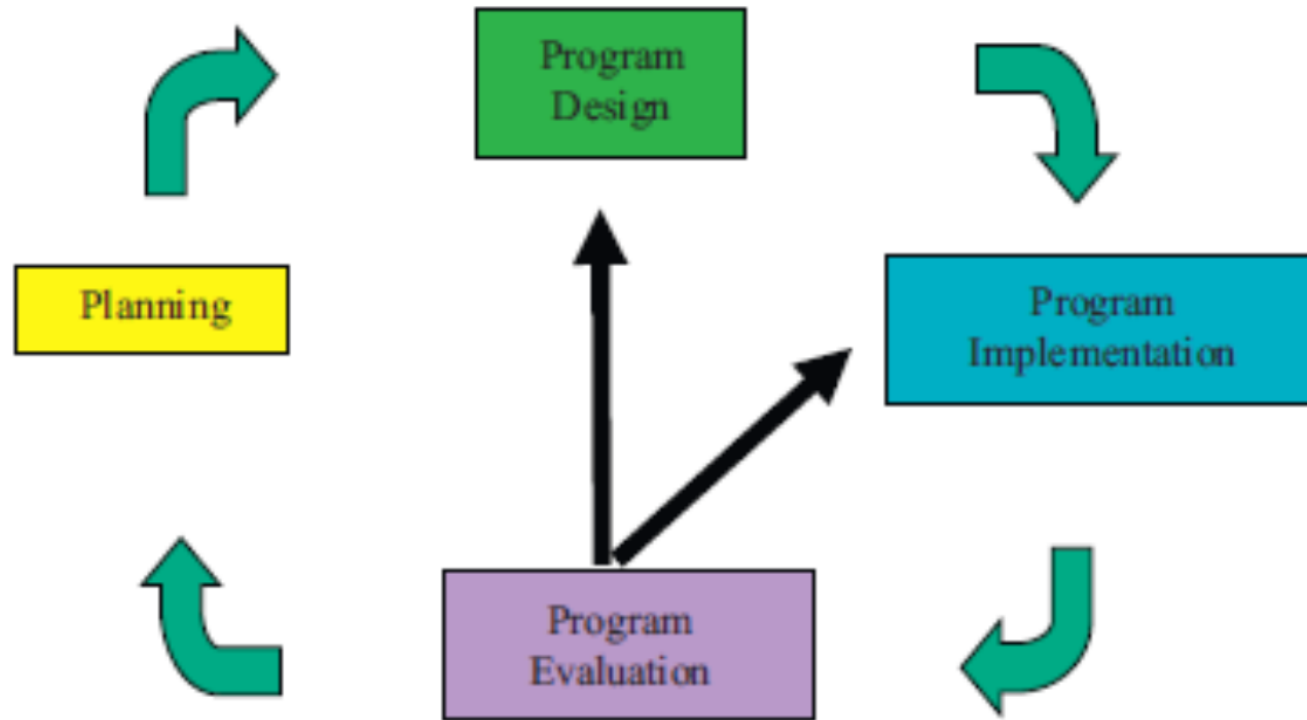 Program
Design
Planning
Program
Implementation
Program
Evaluation